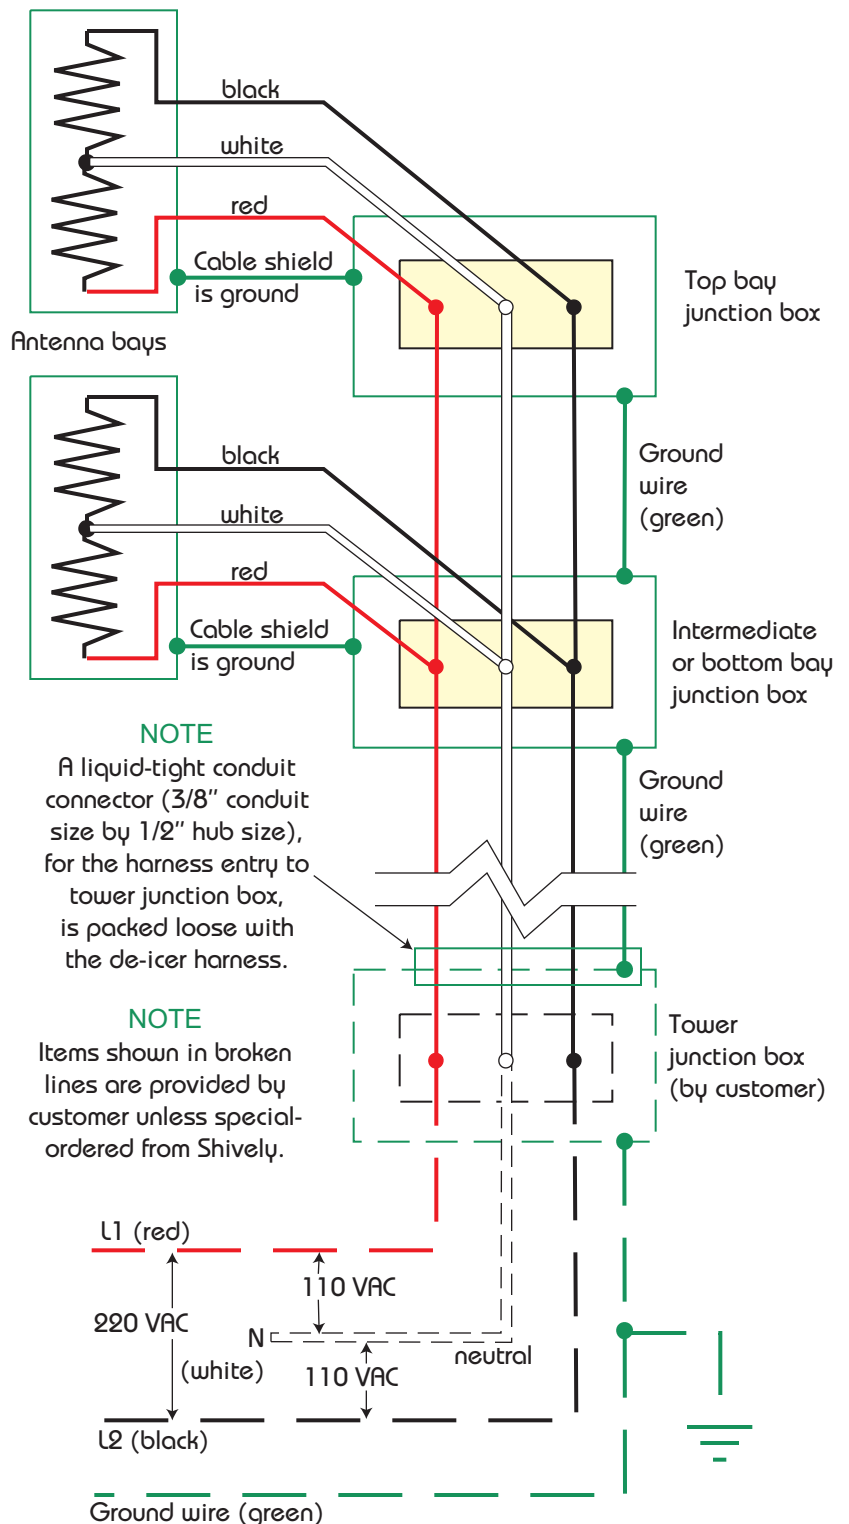 black
white
red
Cable shield
is ground
Top bay
junction box
Antenna bays
black
white
red
Cable shield
is ground
Ground
wire
(green)
Intermediate
or bottom bay
junction box
NOTE
A liquid-tight conduit
connector (3/8" conduit
size by 1/2" hub size),
for the harness entry to
tower junction box,
is packed loose with
the de-icer harness.
Ground
wire
(green)
NOTE
Items shown in broken
lines are provided by
customer unless special-
ordered from Shively.
Tower
junction box
(by customer)
L1 (red)
110 VAC
220 VAC
N
(white)
neutral
110 VAC
L2 (black)
Ground wire (green)